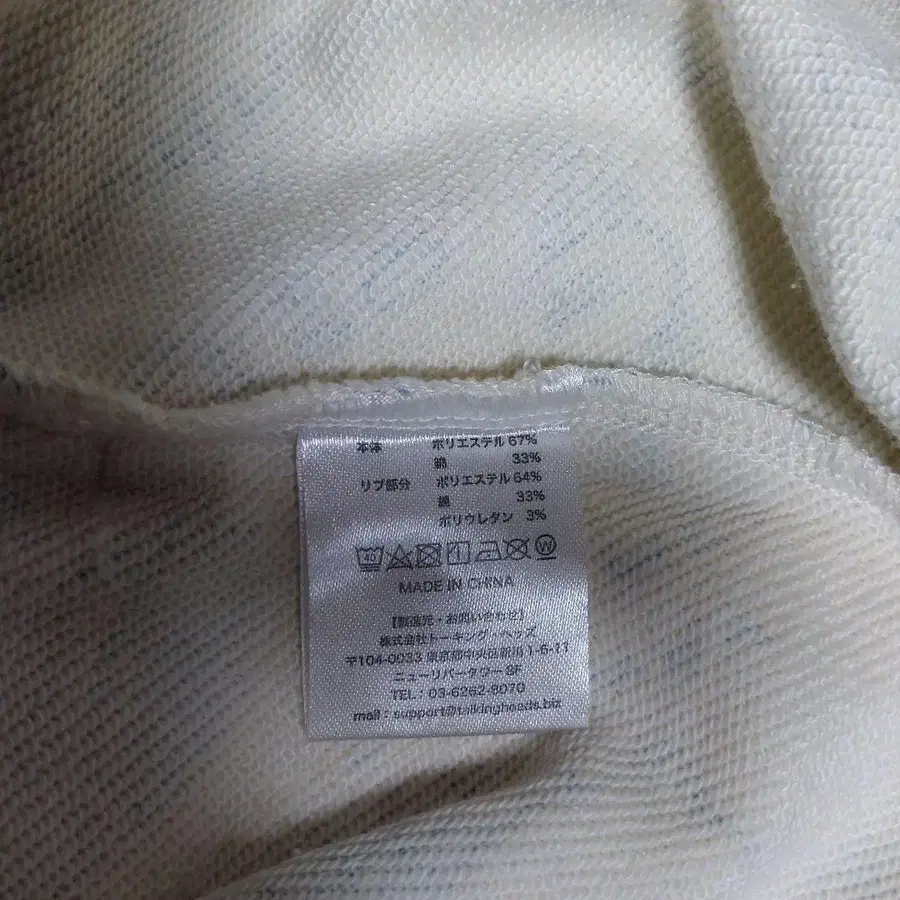 本体 ポリエステル 67%
綿 33%
リブ部分 ポリエステル 64%
綿 33%
ポリウレタン 3%
40 W
MADE IN CHINA
【製造元・お問い合わせ】
株式会社トーキング・ヘッズ
〒104-0033 東京都中央区新川1-6-11
ニューリバータワー8F
TEL : 03-6262-8070
mail : support@talkingheads.biz